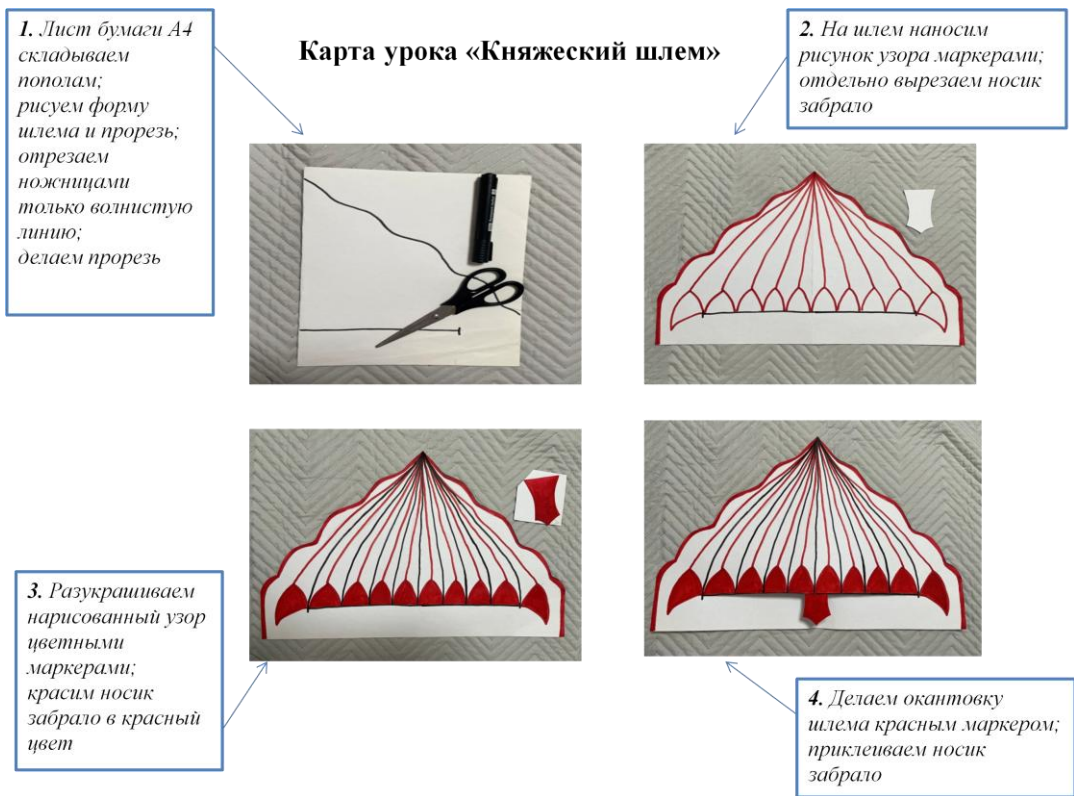 Карта урока «Княжеский шлем»
1. Лист бумаги А4
складываем
пополам;
рисуем форму
шлема и прорезь;
отрезаем
ножницами
только волнистую
линию;
делаем прорезь
2. На шлем наносим
рисунок узора маркерами;
отдельно вырезаем носик
забрало
3. Разукрашиваем
нарисованный узор
цветными
маркерами;
красим носик
забрало в красный
цвет
4. Делаем окантовку
шлема красным маркером;
приклеиваем носик
забрало